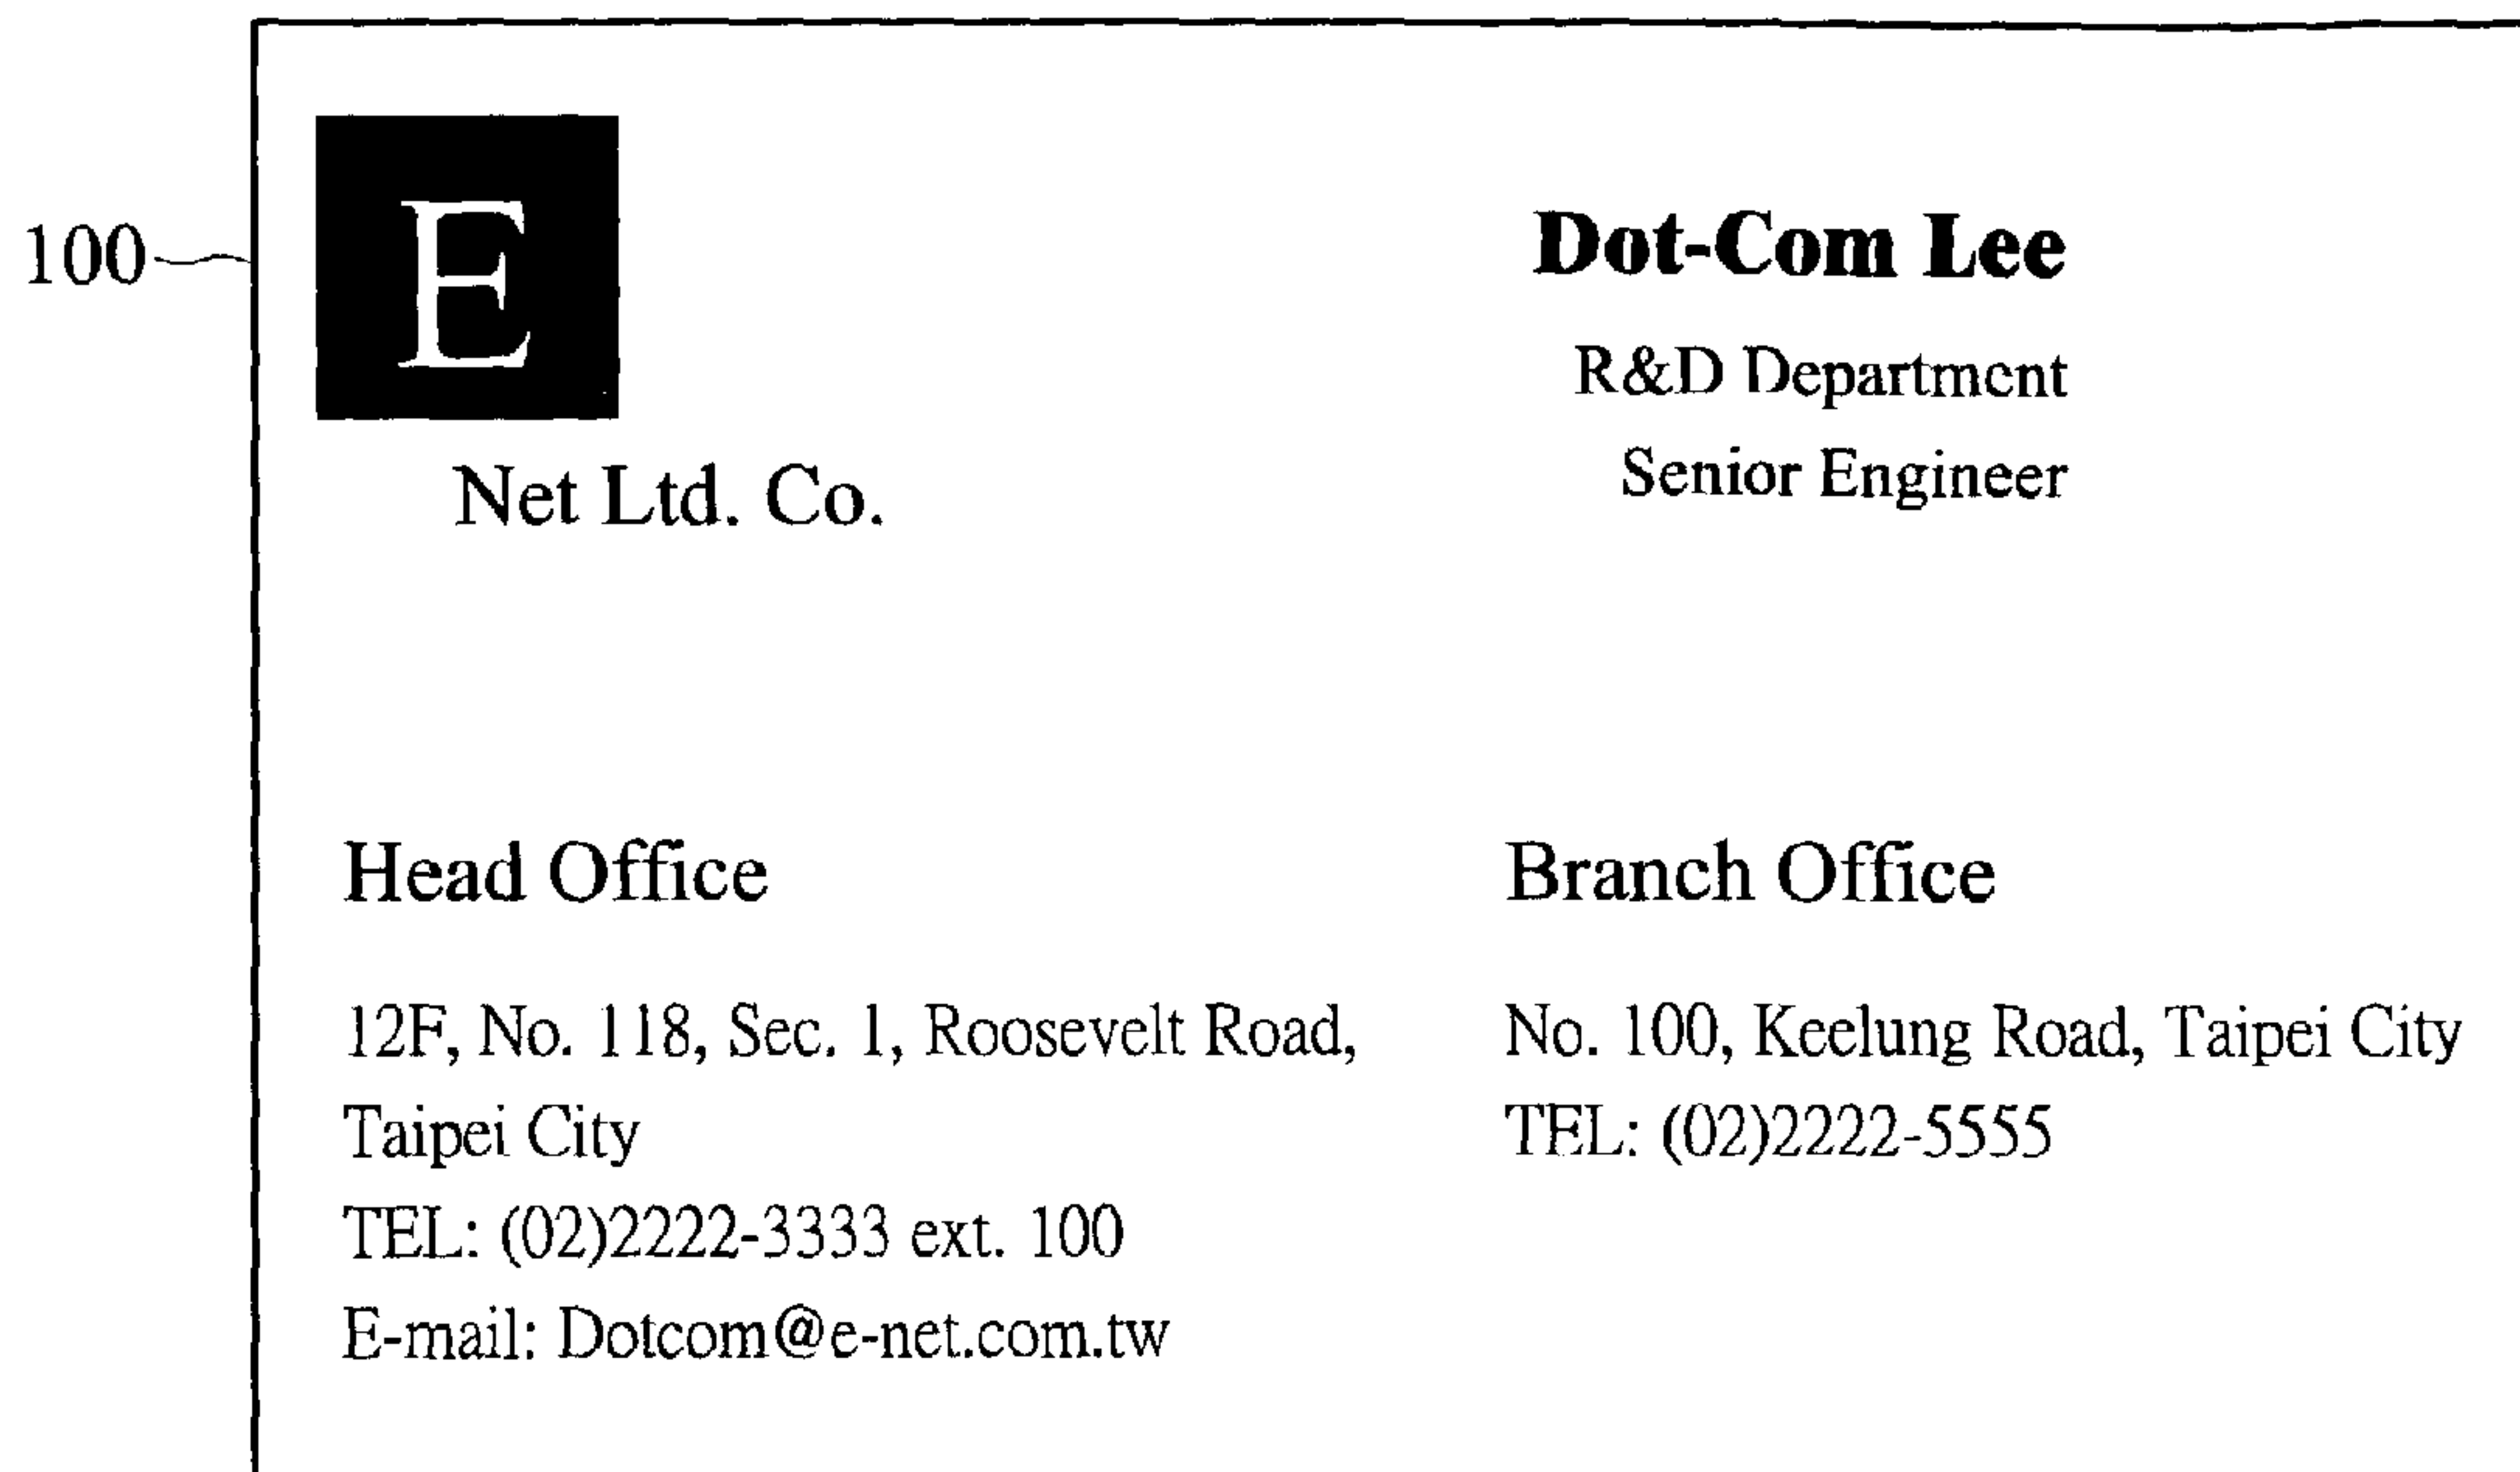 100
E
Net Ltd. Co.
Dot-Com Lee
R&D Department
Senior Engineer
Head Office
12F, No. 118, Sec. 1, Roosevelt Road,
Taipei City
TEL: (02)2222-3333 ext. 100
E-mail: Dotcom@e-net.com.tw
Branch Office
No. 100, Keelung Road, Taipei City
TEL: (02)2222-5555